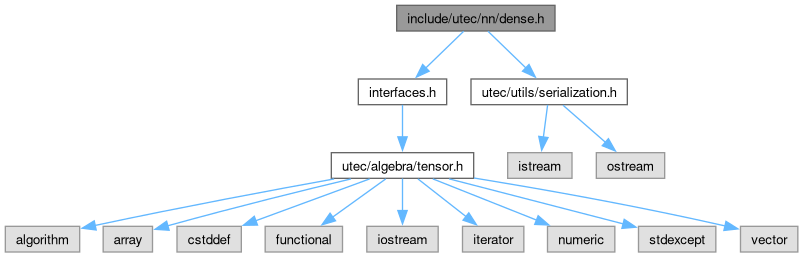 include/utec/nn/dense.h
interfaces.h
utec/utils/serialization.h
utec/algebra/tensor.h
istream
ostream
algorithm
array
cstddef
functional
iostream
iterator
numeric
stdexcept
vector